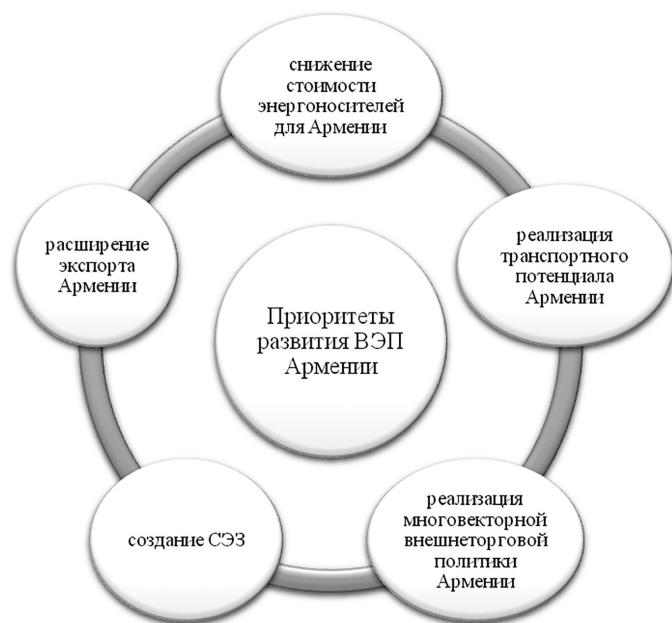 снижение
стоимости
энергоносителей
для Армении
реализация
транспортного
потенциала
Армении
реализация
многовекторной
внешнеторговой
политики
Армении
создание СЭЗ
расширение
экспорта
Армении
Приоритеты
развития ВЭП
Армении